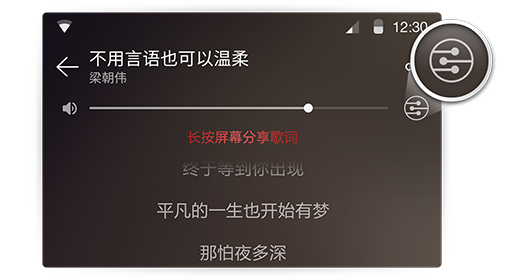 12:30
不用言语也可以温柔
梁朝伟
长按屏幕分享歌词
终于等到你出现
平凡的一生也开始有梦
那怕夜多深